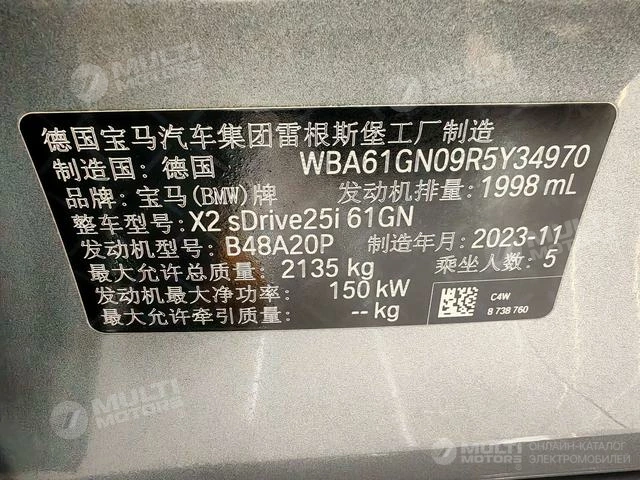 德国宝马汽车集团雷根斯堡工厂制造
制造国：德国 WBA61GN09R5Y34970
品牌：宝马(BMW)牌 发动机排量：1998 mL
整车型号：X2 sDrive25i 61GN
发动机型号：B48A20P 制造年月：2023-11
最大允许总质量：2135 kg 乘坐人数：5
发动机最大净功率：150 kW
最大允许牵引质量：-- kg
C4W
8 738 760
MULTI MOTORS
MULTI MOTORS
MULTI MOTORS
MULTI MOTORS
ОНЛАЙН-КАТАЛОГ
ЭЛЕКТРОМОБИЛЕЙ